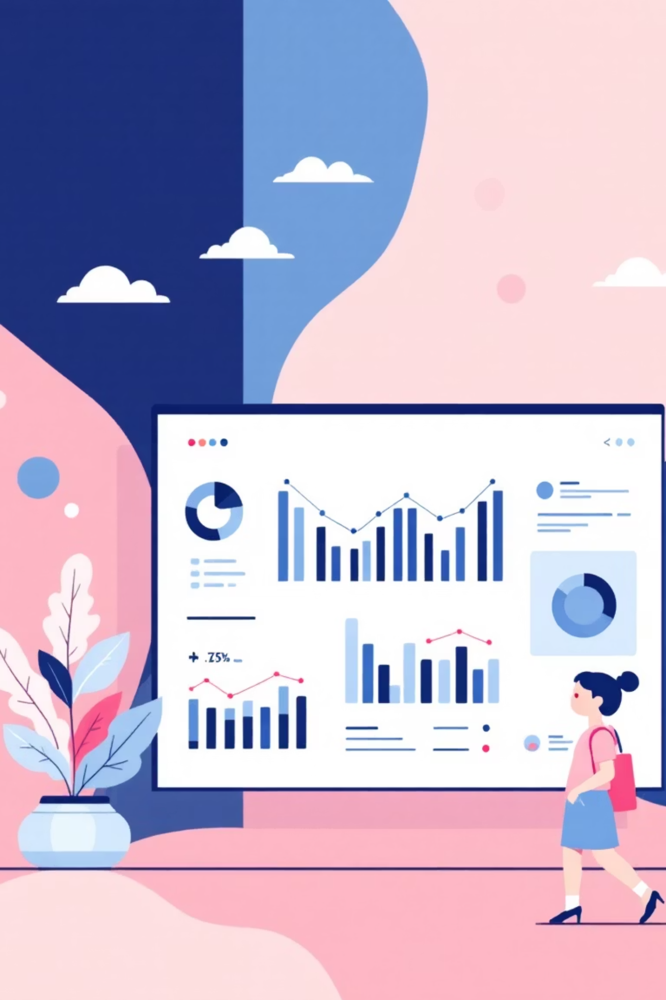 <
+ .75%